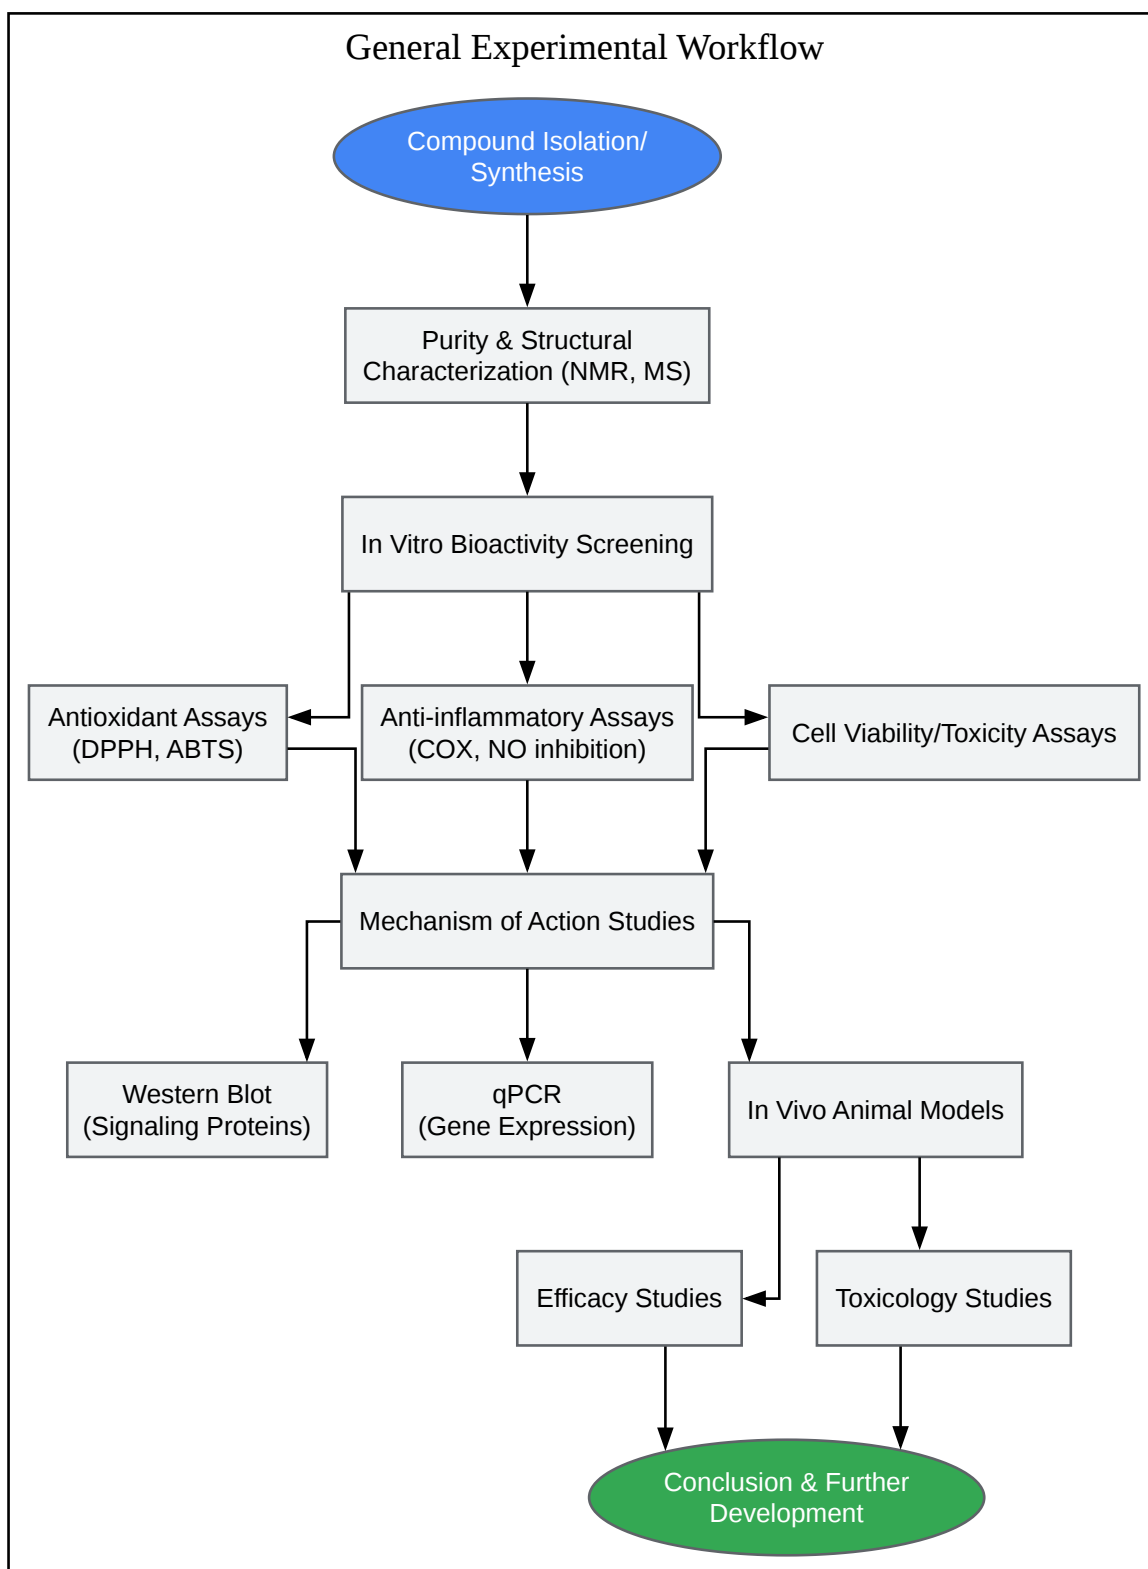 General Experimental Workflow
Compound Isolation/
Synthesis
Purity & Structural
Characterization (NMR, MS)
In Vitro Bioactivity Screening
Antioxidant Assays
(DPPH, ABTS)
Anti-inflammatory Assays
(COX, NO inhibition)
Cell Viability/Toxicity Assays
Mechanism of Action Studies
Western Blot
(Signaling Proteins)
qPCR
(Gene Expression)
In Vivo Animal Models
Efficacy Studies
Toxicology Studies
Conclusion & Further
Development